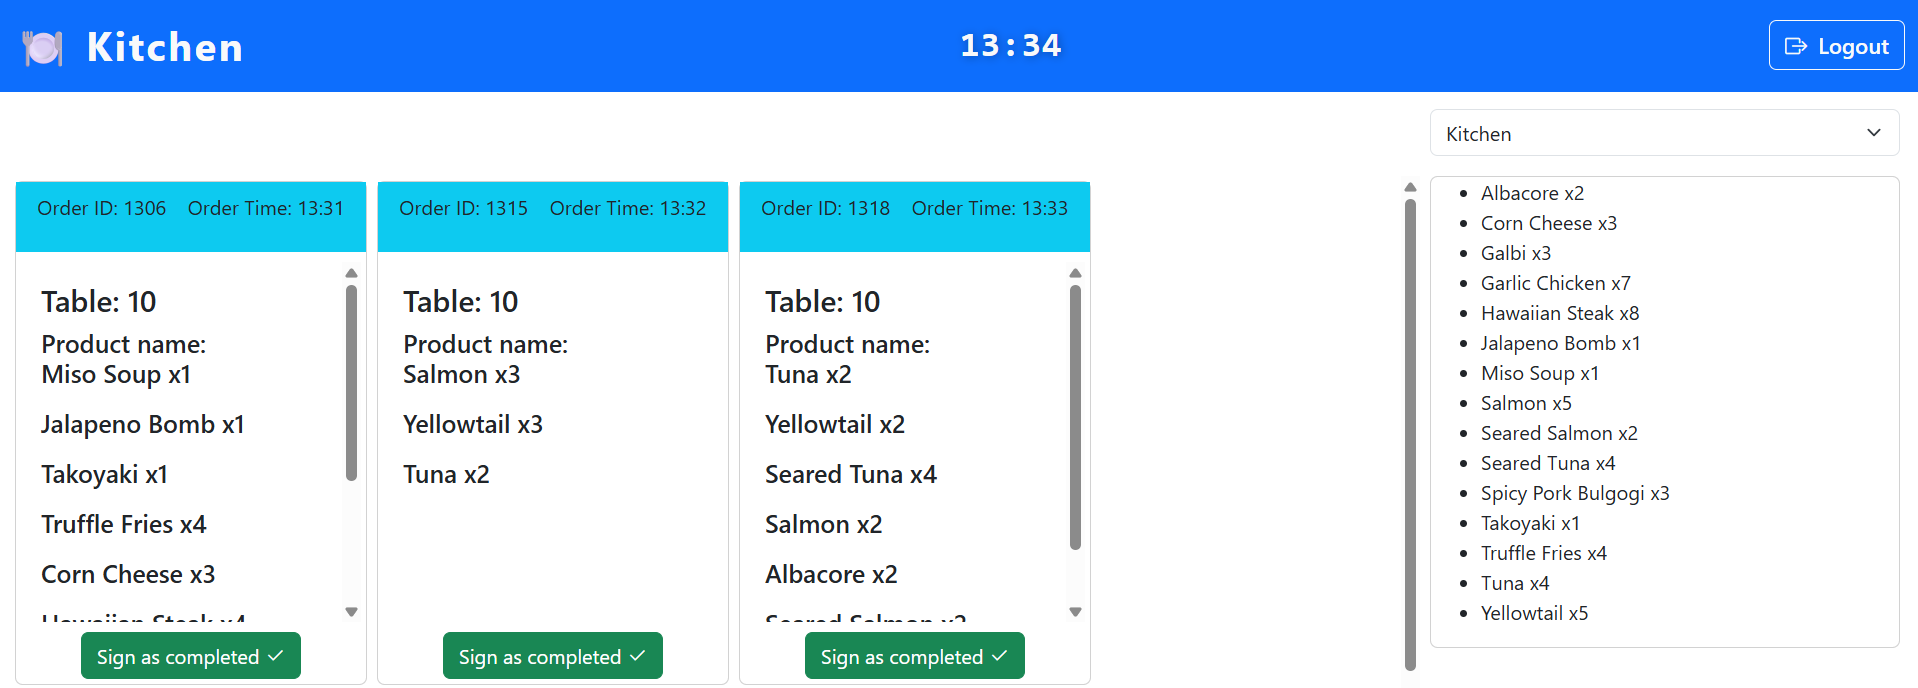 Kitchen
13:34
Logout
Kitchen
Order ID: 1306 Order Time: 13:31
Table: 10
Product name:
Miso Soup x1
Jalapeno Bomb x1
Takoyaki x1
Truffle Fries x4
Corn Cheese x3
Hawaiian Steak x4
Sign as completed
Order ID: 1315 Order Time: 13:32
Table: 10
Product name:
Salmon x3
Yellowtail x3
Tuna x2
Sign as completed
Order ID: 1318 Order Time: 13:33
Table: 10
Product name:
Tuna x2
Yellowtail x2
Seared Tuna x4
Salmon x2
Albacore x2
Seared Salmon x2
Sign as completed
Albacore x2
Corn Cheese x3
Galbi x3
Garlic Chicken x7
Hawaiian Steak x8
Jalapeno Bomb x1
Miso Soup x1
Salmon x5
Seared Salmon x2
Seared Tuna x4
Spicy Pork Bulgogi x3
Takoyaki x1
Truffle Fries x4
Tuna x4
Yellowtail x5